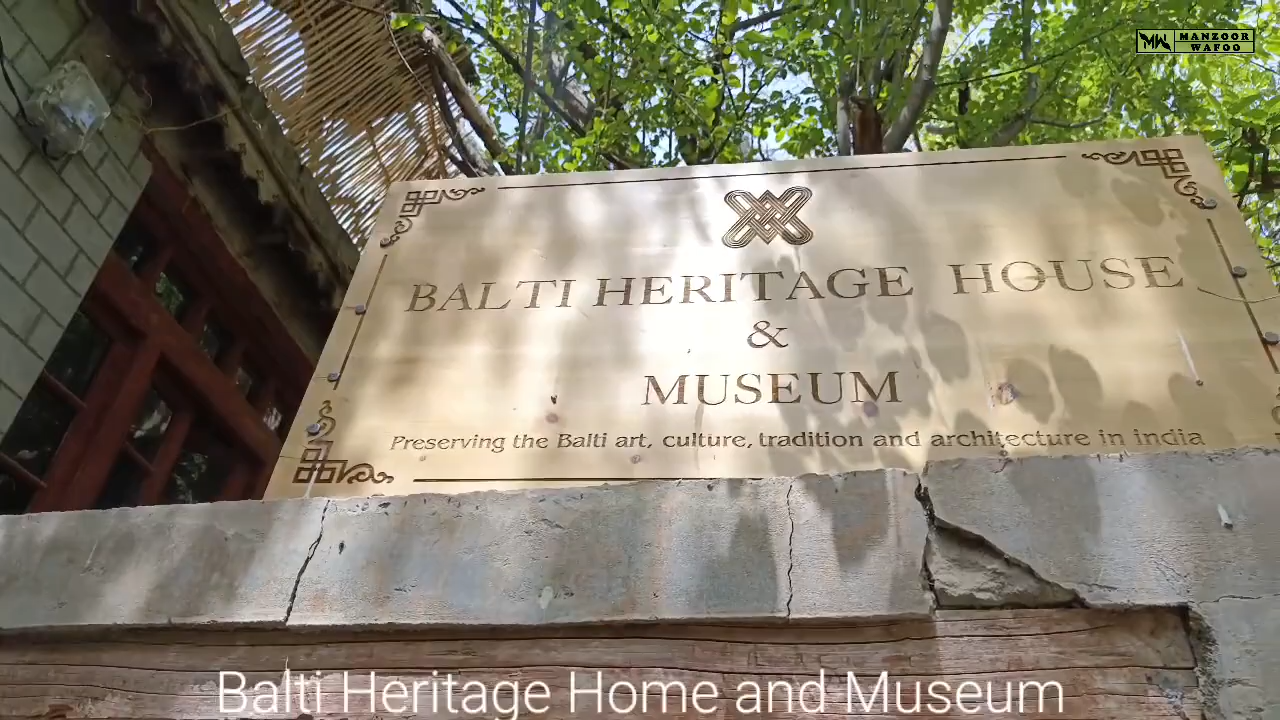 MW MANZOOR
WAFOO
BALTI HERITAGE HOUSE
&
MUSEUM
Preserving the Balti art, culture, tradition and architecture in india
Balti Heritage Home and Museum